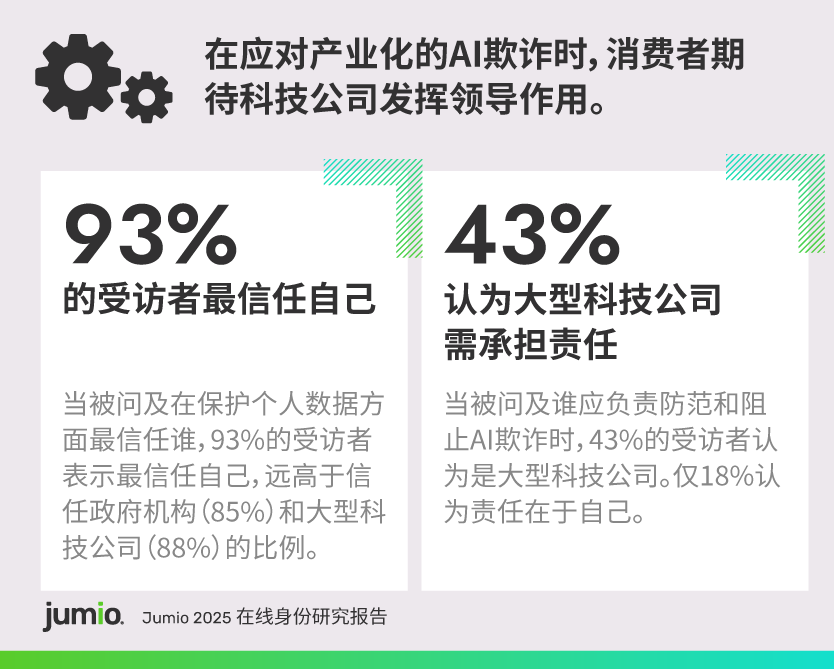 在应对产业化的AI欺诈时，消费者期
待科技公司发挥领导作用。
93%
的受访者最信任自己
当被问及在保护个人数据方
面最信任谁，93%的受访者
表示最信任自己，远高于信
任政府机构（85%）和大型科
技公司（88%）的比例。
43%
认为大型科技公司
需承担责任
当被问及谁应负责防范和阻
止AI欺诈时，43%的受访者认
为是大型科技公司。仅18%认
为责任在于自己。
jumio. Jumio 2025 在线身份研究报告